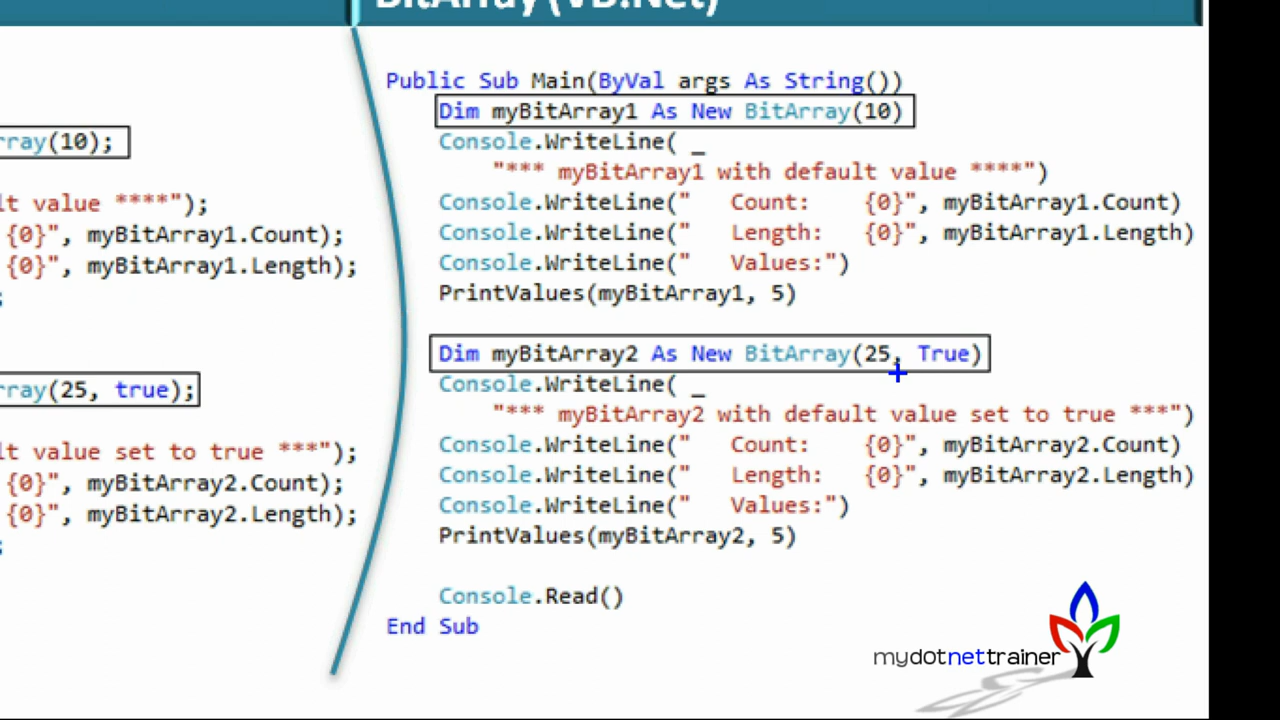 BitArray (VB.Net)
rray(10);
lt value ****");
{0}", myBitArray1.Count);
{0}", myBitArray1.Length);
;
rray(25, true);
lt value set to true ***");
{0}", myBitArray2.Count);
{0}", myBitArray2.Length);
;
Public Sub Main(ByVal args As String())
Dim myBitArray1 As New BitArray(10)
Console.WriteLine( _
"*** myBitArray1 with default value ****")
Console.WriteLine("   Count:    {0}", myBitArray1.Count)
Console.WriteLine("   Length:   {0}", myBitArray1.Length)
Console.WriteLine("   Values:")
PrintValues(myBitArray1, 5)
Dim myBitArray2 As New BitArray(25, True)
Console.WriteLine( _
"*** myBitArray2 with default value set to true ***")
Console.WriteLine("   Count:    {0}", myBitArray2.Count)
Console.WriteLine("   Length:   {0}", myBitArray2.Length)
Console.WriteLine("   Values:")
PrintValues(myBitArray2, 5)
Console.Read()
End Sub
mydotnettrainer